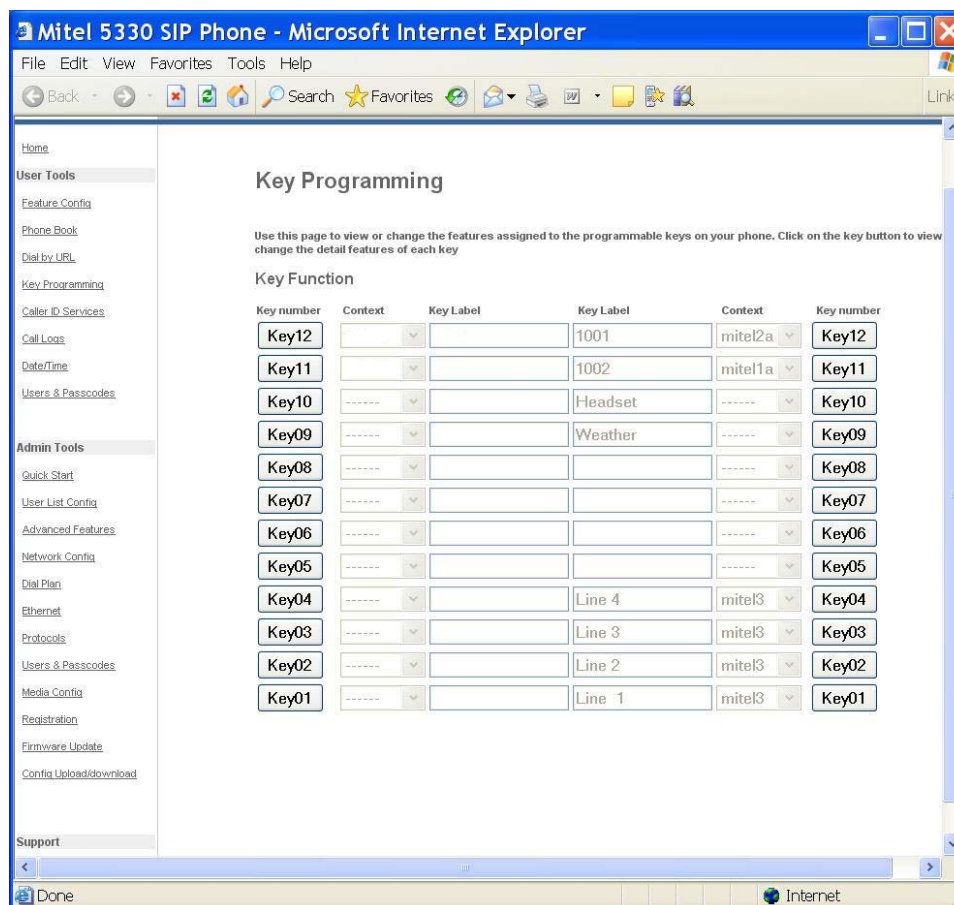 Mitel 5330 SIP Phone - Microsoft Internet Explorer
File Edit View Favorites Tools Help
Back Search Favorites Link
Home
User Tools
Feature Config
Phone Book
Dial by URL
Key Programming
Caller ID Services
Call Logs
Date/Time
Users & Passcodes
Admin Tools
Quick Start
User List Config
Advanced Features
Network Config
Dial Plan
Ethernet
Protocols
Users & Passcodes
Media Config
Registration
Firmware Update
Config Upload/download
Support
Key Programming
Use this page to view or change the features assigned to the programmable keys on your phone. Click on the key button to view
change the detail features of each key
Key Function
Key number Context Key Label Key Label Context Key number
Key12 1001 mitel2a Key12
Key11 1002 mitel1a Key11
Key10 ------ Headset ------ Key10
Key09 ------ Weather ------ Key09
Key08 ------ ------ Key08
Key07 ------ ------ Key07
Key06 ------ ------ Key06
Key05 ------ ------ Key05
Key04 ------ Line 4 mitel3 Key04
Key03 ------ Line 3 mitel3 Key03
Key02 ------ Line 2 mitel3 Key02
Key01 ------ Line 1 mitel3 Key01
Done Internet